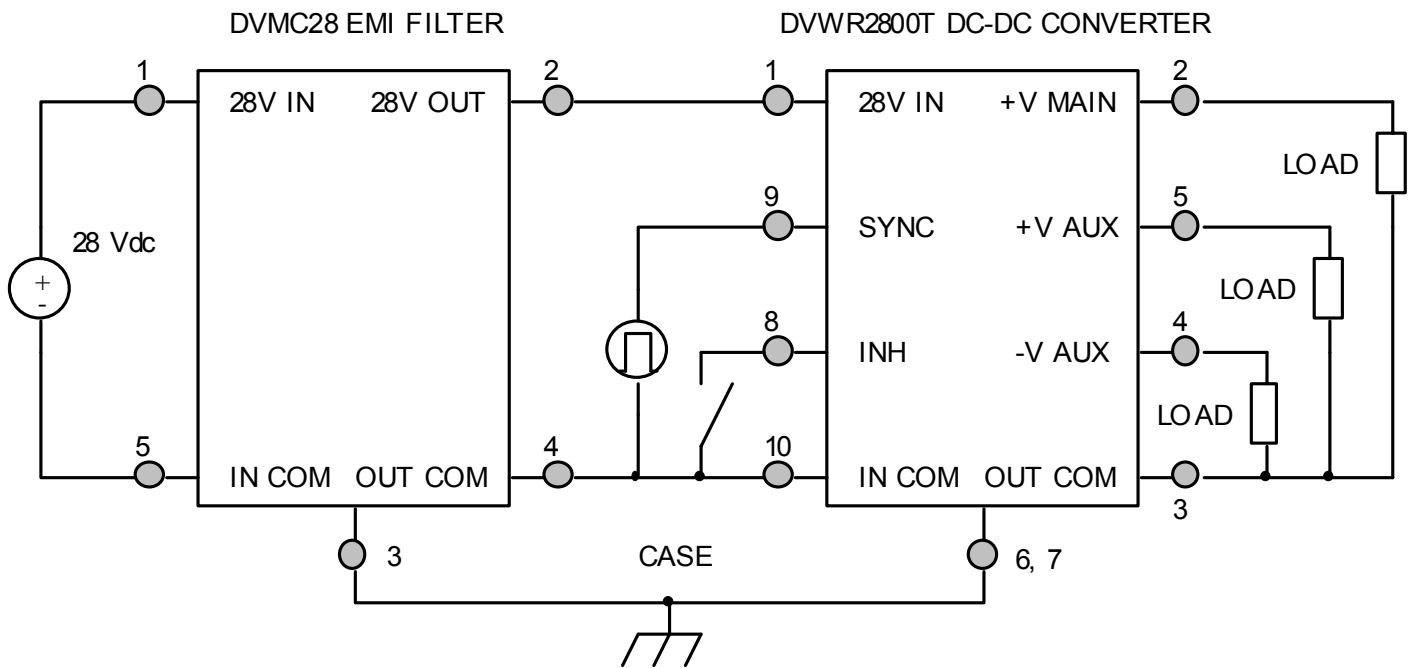 DVMC28 EMI FILTER
DVWR2800T DC-DC CONVERTER
1
2
1
2
28V IN
28V OUT
28V IN
+V MAIN
LOAD
9
5
SYNC
+V AUX
28 Vdc
+
-
LOAD
8
4
INH
-V AUX
LOAD
5
4
10
IN COM
OUT COM
IN COM
OUT COM
3
3
CASE
6, 7